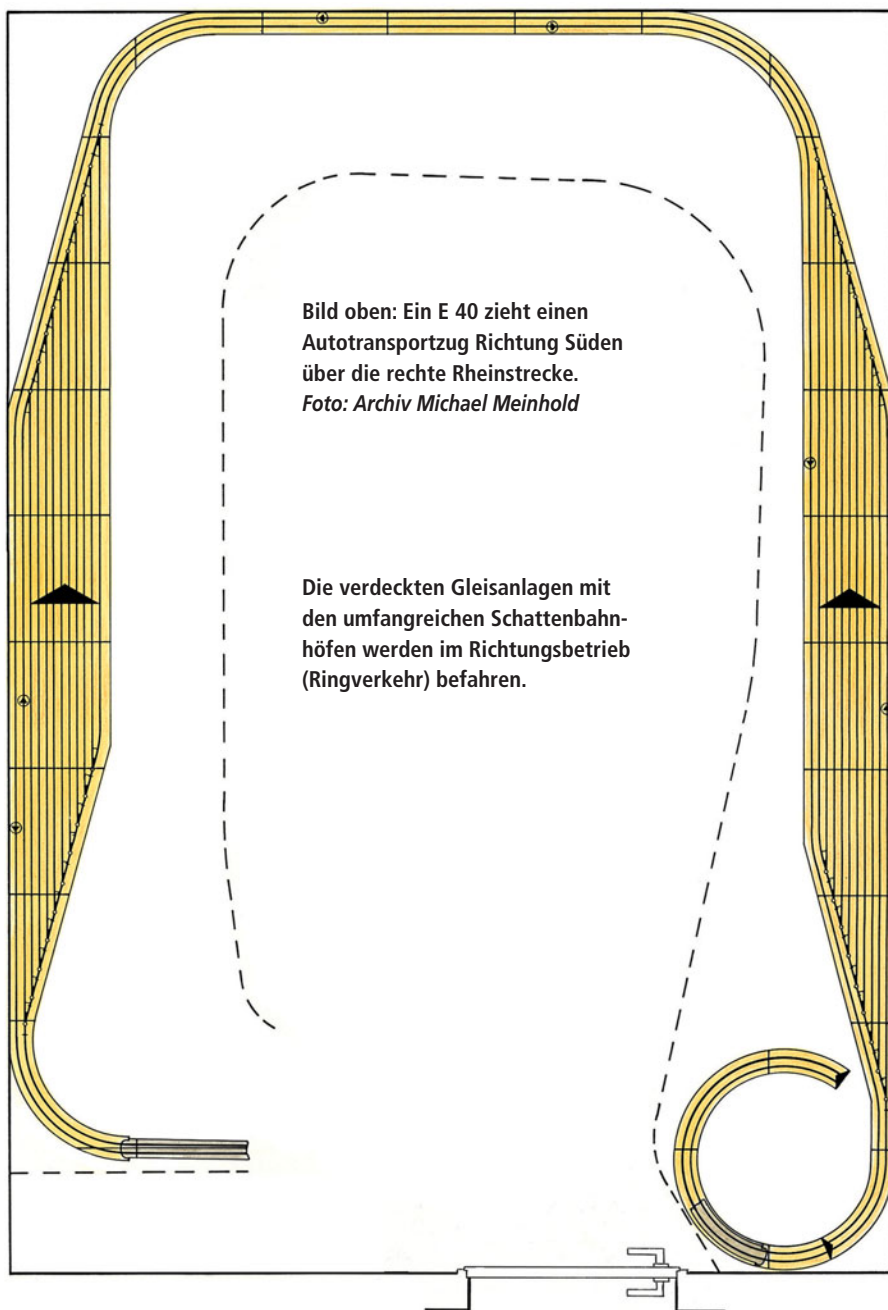 Bild oben: Ein E 40 zieht einen
Autotransportzug Richtung Süden
über die rechte Rheinstrecke.
Foto: Archiv Michael Meinhold
Die verdeckten Gleisanlagen mit
den umfangreichen Schattenbahn-
höfen werden im Richtungsbetrieb
(Ringverkehr) befahren.